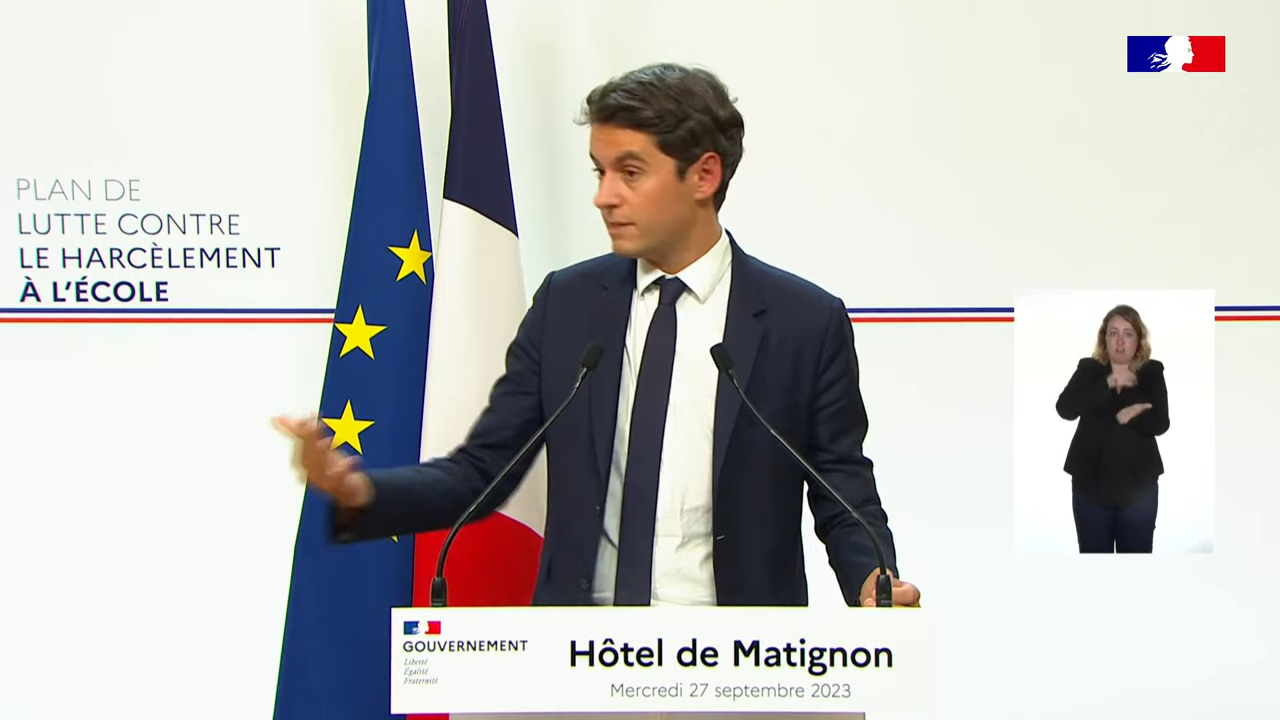 PLAN DE
LUTTE CONTRE
LE HARCÈLEMENT
À L'ÉCOLE
GOUVERNEMENT
Liberté
Égalité
Fraternité
Hôtel de Matignon
Mercredi 27 septembre 2023